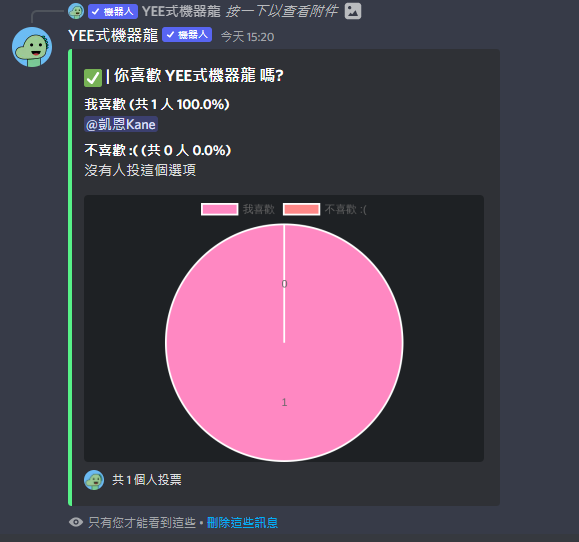 機器人 YEE式機器龍 按一下以查看附件
YEE式機器龍 機器人 今天 15:20
| 你喜歡 YEE式機器龍 嗎?
我喜歡 (共 1 人 100.0%)
@凱恩Kane
不喜歡 :( (共 0 人 0.0%)
沒有人投這個選項
我喜歡 不喜歡 :(
0
1
共 1 個人投票
只有您才能看到這些 • 刪除這些訊息